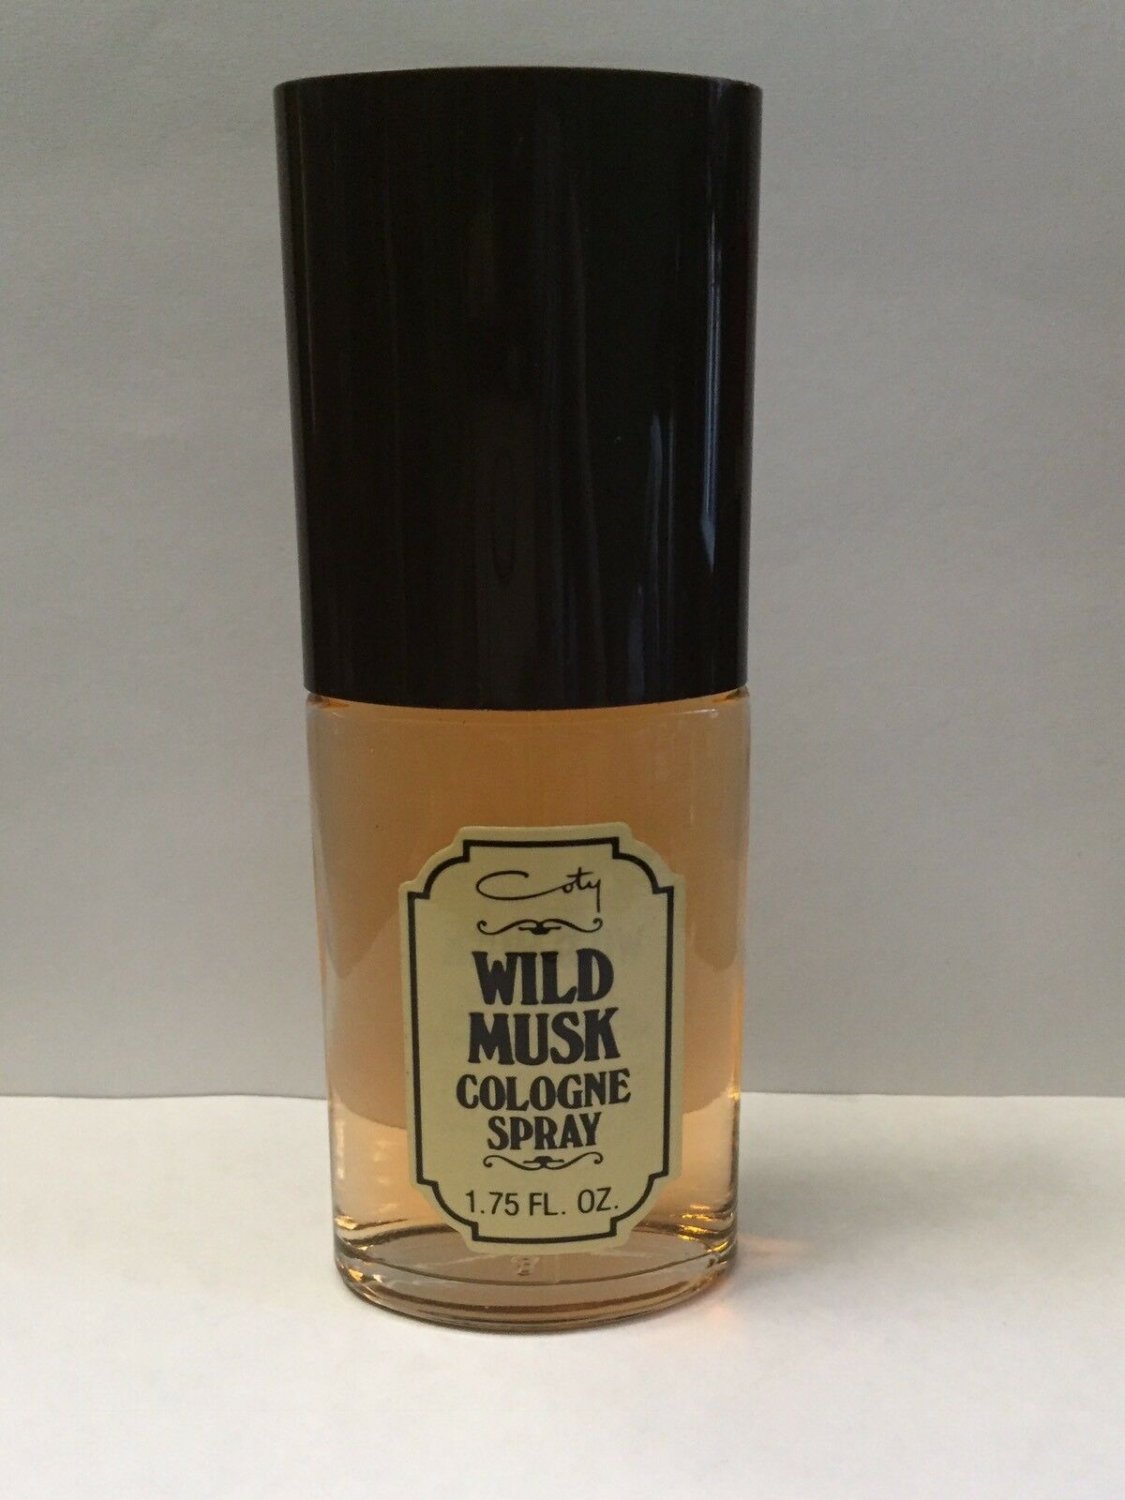 Coty
WILD
MUSK
COLOGNE
SPRAY
1.75 FL. OZ.